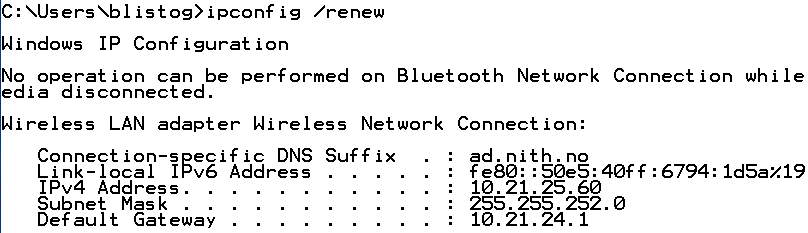 C:\Users\blistog>ipconfig /renew
Windows IP Configuration
No operation can be performed on Bluetooth Network Connection while
edia disconnected.
Wireless LAN adapter Wireless Network Connection:
Connection-specific DNS Suffix  . : ad.nith.no
Link-local IPv6 Address . . . . . : fe80::50e5:40ff:6794:1d5a%19
IPv4 Address. . . . . . . . . . . : 10.21.25.60
Subnet Mask . . . . . . . . . . . : 255.255.252.0
Default Gateway . . . . . . . . . : 10.21.24.1